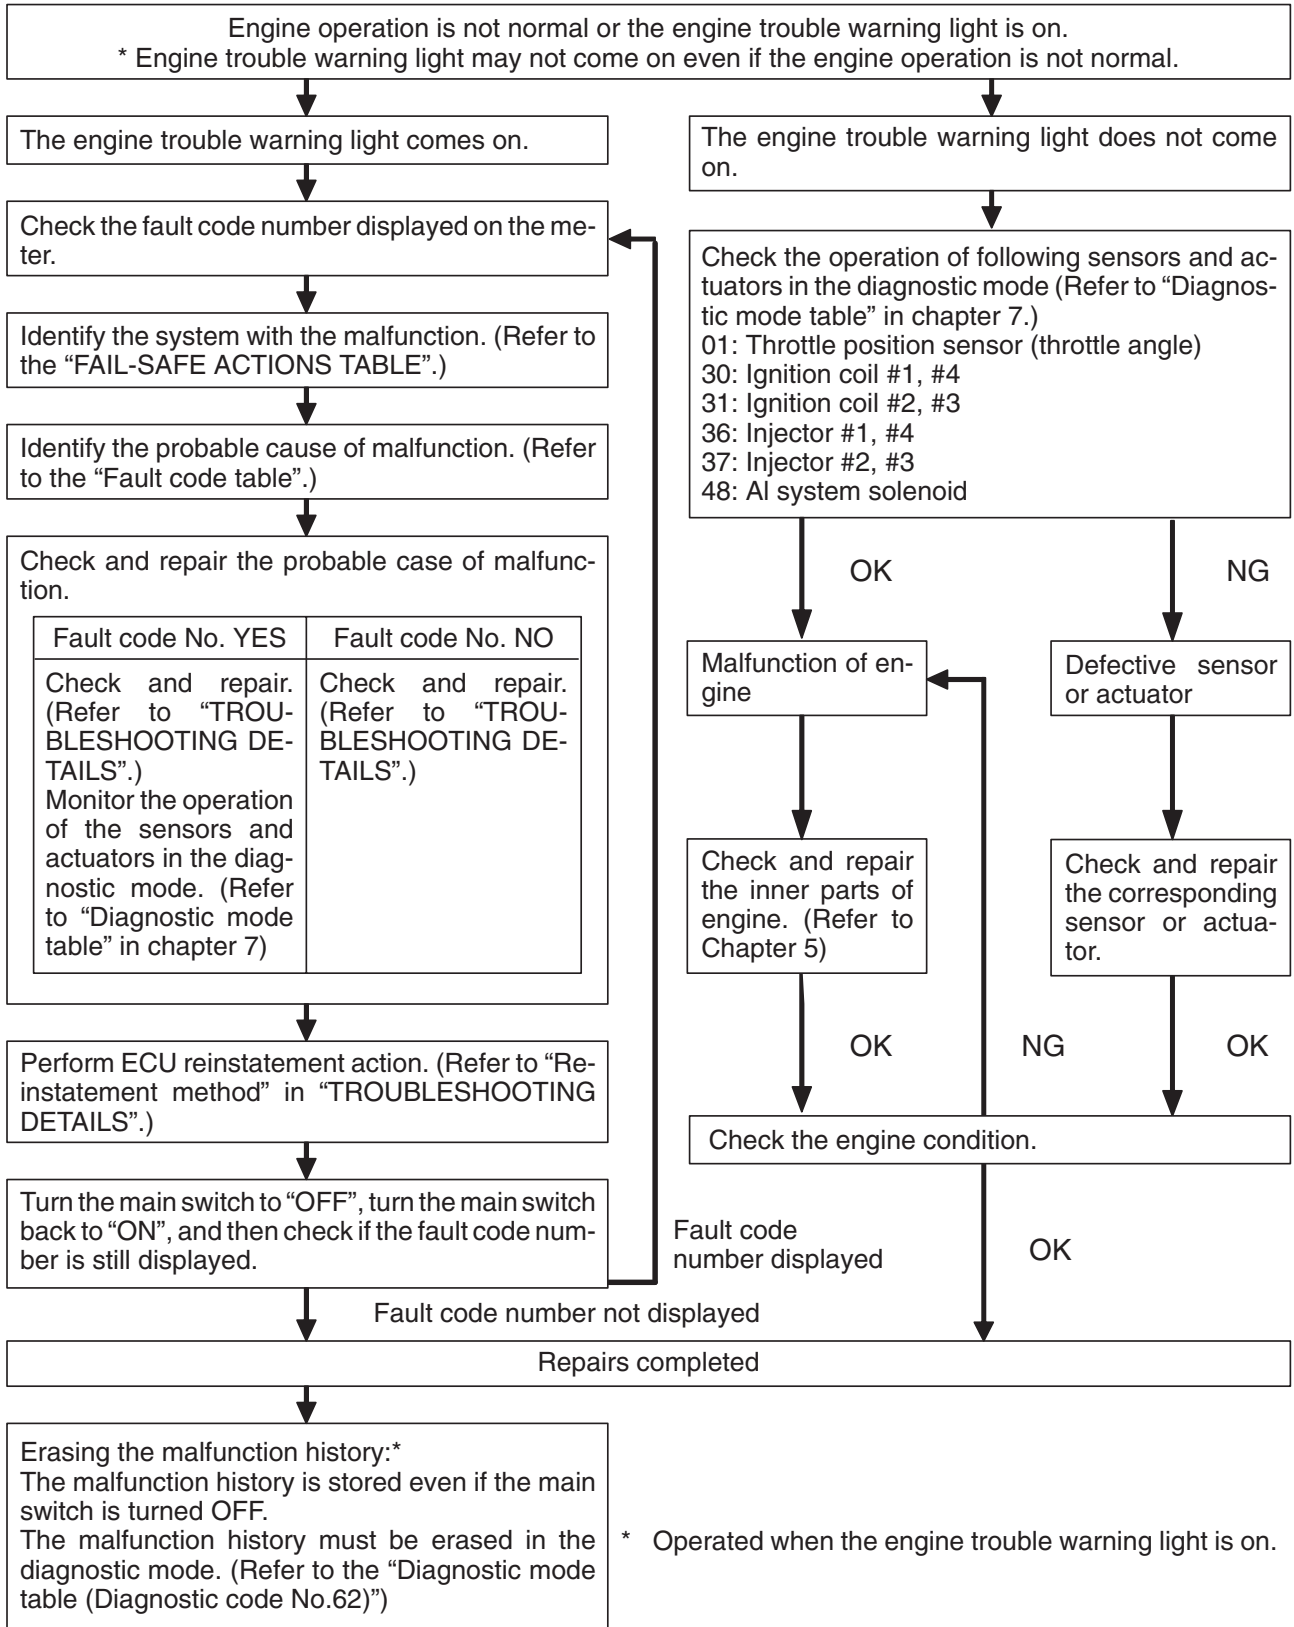 Engine operation is not normal or the engine trouble warning light is on.
* Engine trouble warning light may not come on even if the engine operation is not normal.
The engine trouble warning light comes on.
Check the fault code number displayed on the me-
ter.
Identify the system with the malfunction. (Refer to
the “FAIL-SAFE ACTIONS TABLE”.)
Identify the probable cause of malfunction. (Refer
to the “Fault code table”.)
Check and repair the probable case of malfunc-
tion.
Fault code No. YES
Check and repair.
(Refer to “TROU-
BLESHOOTING DE-
TAILS”.)
Monitor the operation
of the sensors and
actuators in the diag-
nostic mode. (Refer
to “Diagnostic mode
table” in chapter 7)
Fault code No. NO
Check and repair.
(Refer to “TROU-
BLESHOOTING DE-
TAILS”.)
Perform ECU reinstatement action. (Refer to “Re-
instatement method” in “TROUBLESHOOTING
DETAILS”.)
Turn the main switch to “OFF”, turn the main switch
back to “ON”, and then check if the fault code num-
ber is still displayed.
Fault code
number displayed
Fault code number not displayed
The engine trouble warning light does not come
on.
Check the operation of following sensors and ac-
tuators in the diagnostic mode (Refer to “Diagnos-
tic mode table” in chapter 7.)
01: Throttle position sensor (throttle angle)
30: Ignition coil #1, #4
31: Ignition coil #2, #3
36: Injector #1, #4
37: Injector #2, #3
48: AI system solenoid
OK
NG
Malfunction of en-
gine
Defective sensor
or actuator
Check and repair
the inner parts of
engine. (Refer to
Chapter 5)
Check and repair
the corresponding
sensor or actua-
tor.
OK
NG
OK
Check the engine condition.
OK
Repairs completed
Erasing the malfunction history:*
The malfunction history is stored even if the main
switch is turned OFF.
The malfunction history must be erased in the
diagnostic mode. (Refer to the “Diagnostic mode
table (Diagnostic code No.62)”)
* Operated when the engine trouble warning light is on.